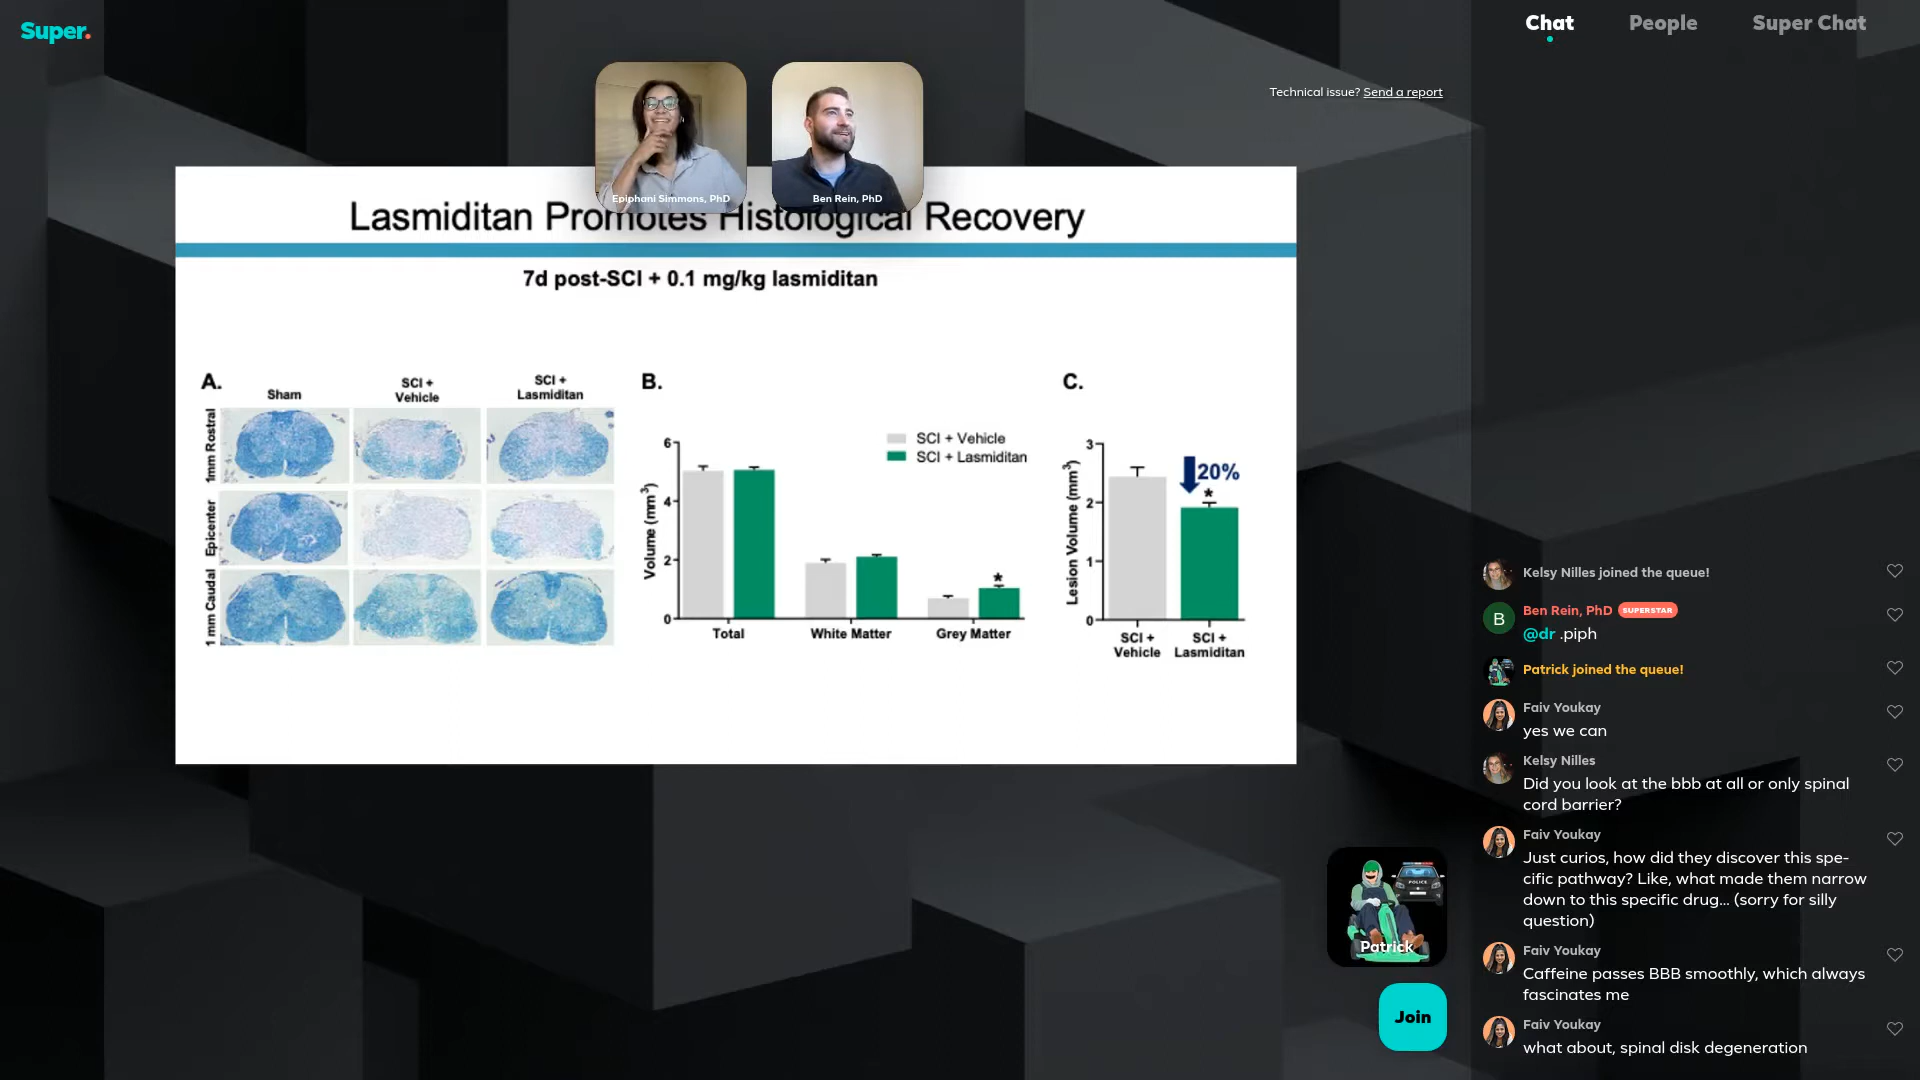 Super.
Chat
People
Super Chat
Technical issue? Send a report
Epiphani Simmons, PhD
Ben Rein, PhD
Lasmiditan Promotes Histological Recovery
7d post-SCI + 0.1 mg/kg lasmiditan
A.
Sham
SCI +
Vehicle
SCI +
Lasmiditan
1mm Rostral
Epicenter
1 mm Caudal
B.
SCI + Vehicle
SCI + Lasmiditan
Volume (mm³)
6
4
2
0
*
Total
White Matter
Grey Matter
C.
Lesion Volume (mm³)
3
2
1
0
20%
*
SCI +
Vehicle
SCI +
Lasmiditan
POLICE
Patrick
Join
Kelsy Nilles joined the queue!
B
Ben Rein, PhD SUPERSTAR
@dr .piph
Patrick joined the queue!
Faiv Youkay
yes we can
Kelsy Nilles
Did you look at the bbb at all or only spinal
cord barrier?
Faiv Youkay
Just curios, how did they discover this spe-
cific pathway? Like, what made them narrow
down to this specific drug... (sorry for silly
question)
Faiv Youkay
Caffeine passes BBB smoothly, which always
fascinates me
Faiv Youkay
what about, spinal disk degeneration